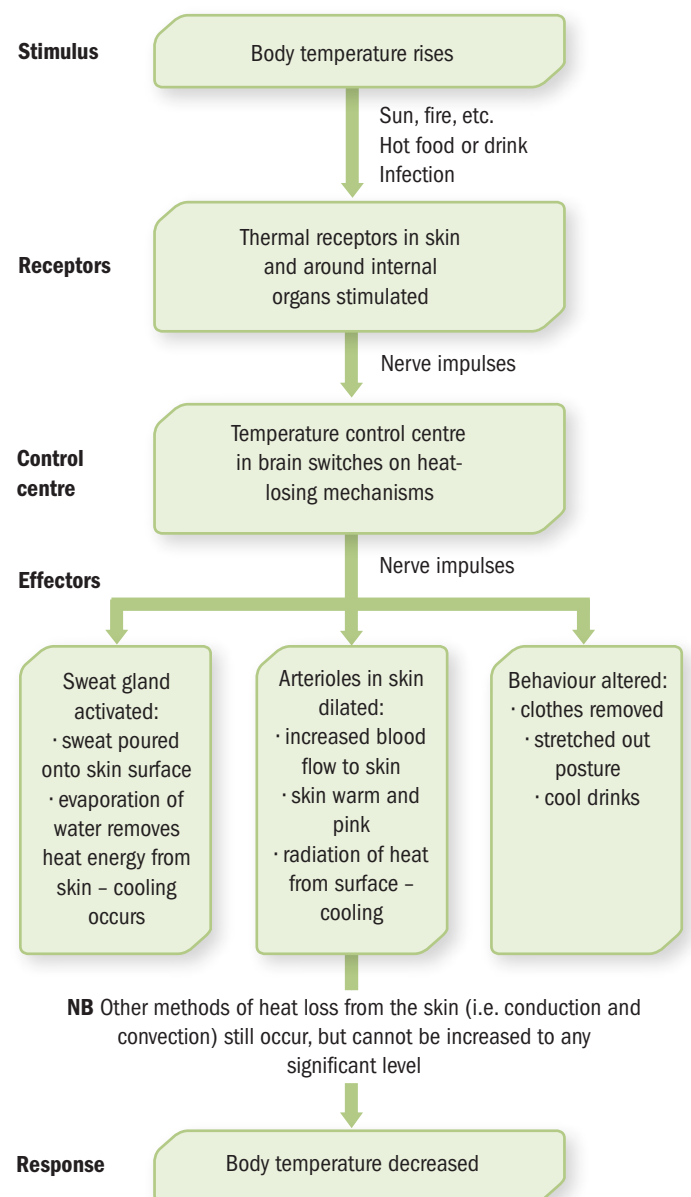 Stimulus
Body temperature rises
Sun, fire, etc.
Hot food or drink
Infection
Receptors
Thermal receptors in skin
and around internal
organs stimulated
Nerve impulses
Control
centre
Temperature control centre
in brain switches on heat-
losing mechanisms
Nerve impulses
Effectors
Sweat gland
activated:
· sweat poured
onto skin surface
· evaporation of
water removes
heat energy from
skin – cooling
occurs
Arterioles in skin
dilated:
· increased blood
flow to skin
· skin warm and
pink
· radiation of heat
from surface –
cooling
Behaviour altered:
· clothes removed
· stretched out
posture
· cool drinks
NB Other methods of heat loss from the skin (i.e. conduction and
convection) still occur, but cannot be increased to any
significant level
Response
Body temperature decreased